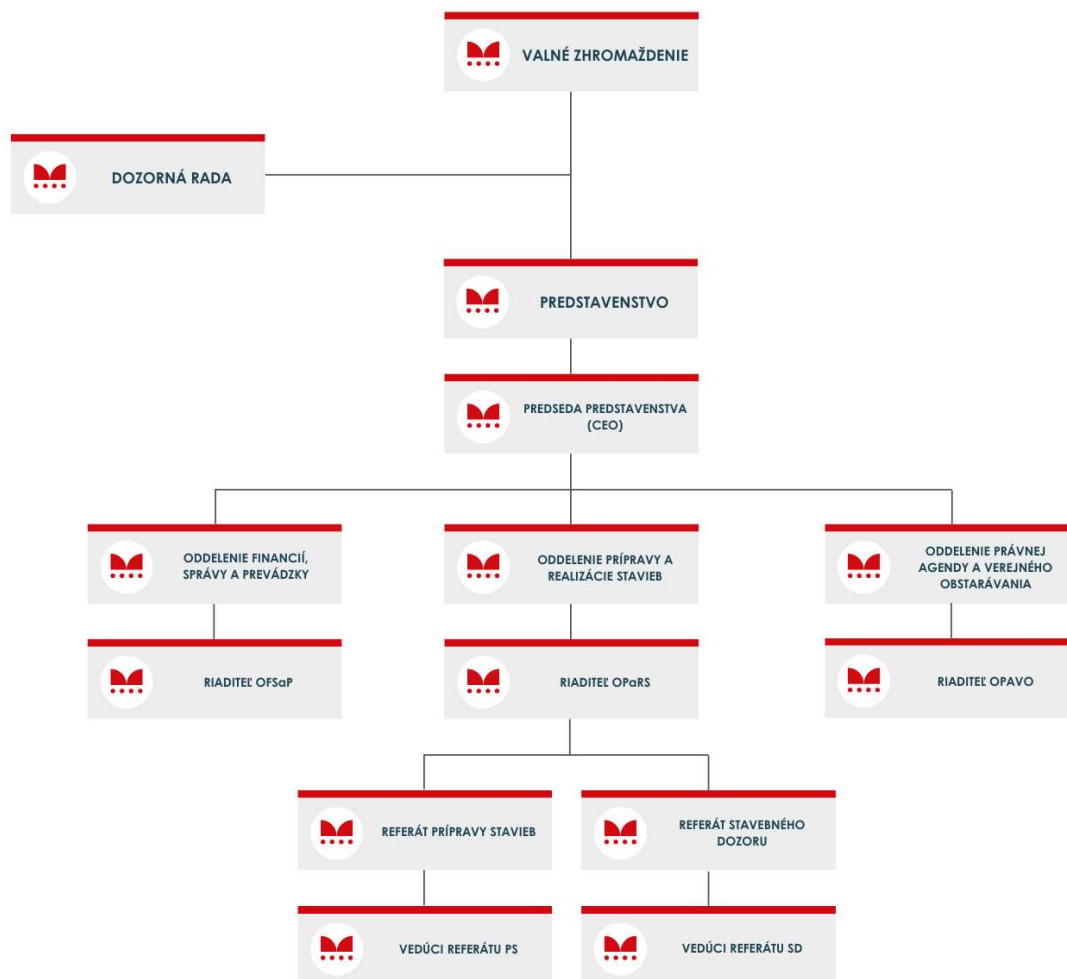 VALNÉ ZHROMAŽDENIE
DOZORNÁ RADA
PREDSTAVENSTVO
PREDSEDA PREDSTAVENSTVA
(CEO)
ODDELENIE FINANCIÍ,
SPRÁVY A PREVÁDZKY
ODDELENIE PRÍPRAVY A
REALIZÁCIE STAVIEB
ODDELENIE PRÁVNEJ
AGENDY A VEREJNÉHO
OBSTARÁVANIA
RIADITEĽ OFSaP
RIADITEĽ OPaRS
RIADITEĽ OPAVO
REFERÁT PRÍPRAVY STAVIEB
REFERÁT STAVEBNÉHO
DOZORU
VEDÚCI REFERÁTU PS
VEDÚCI REFERÁTU SD